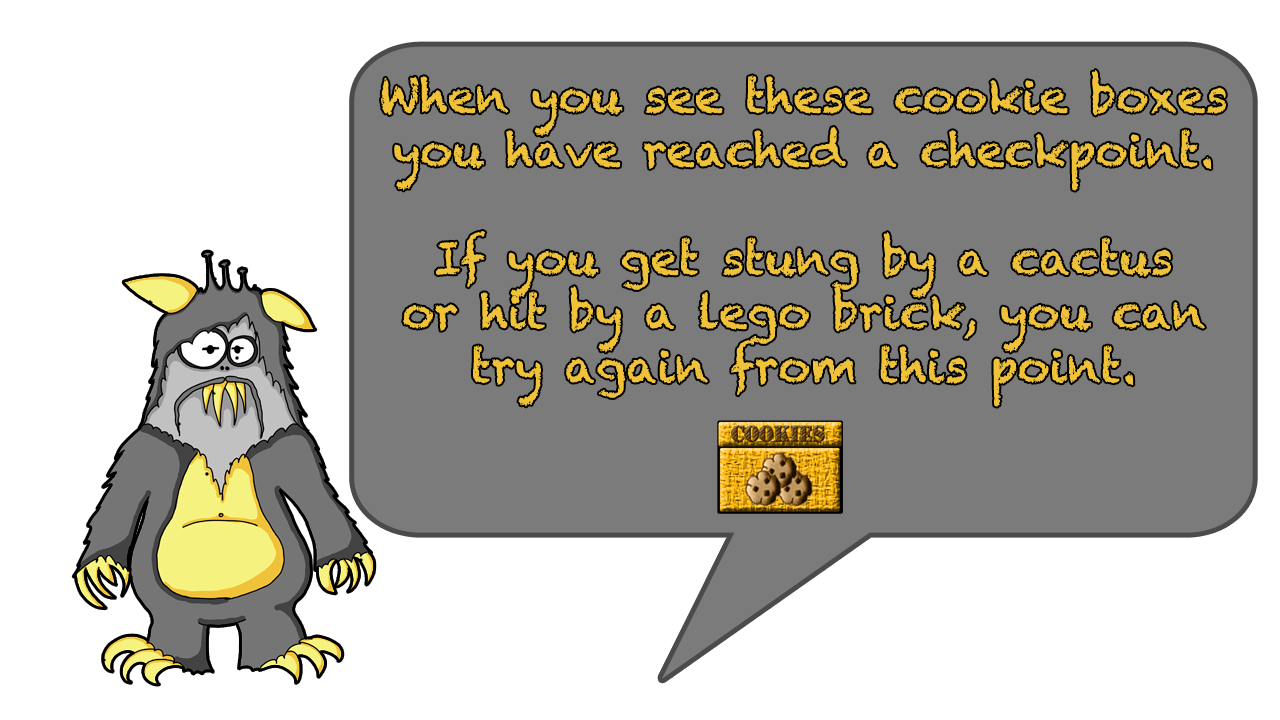 When you see these cookie boxes
you have reached a checkpoint.
If you get stung by a cactus
or hit by a lego brick, you can
try again from this point.
COOKIES